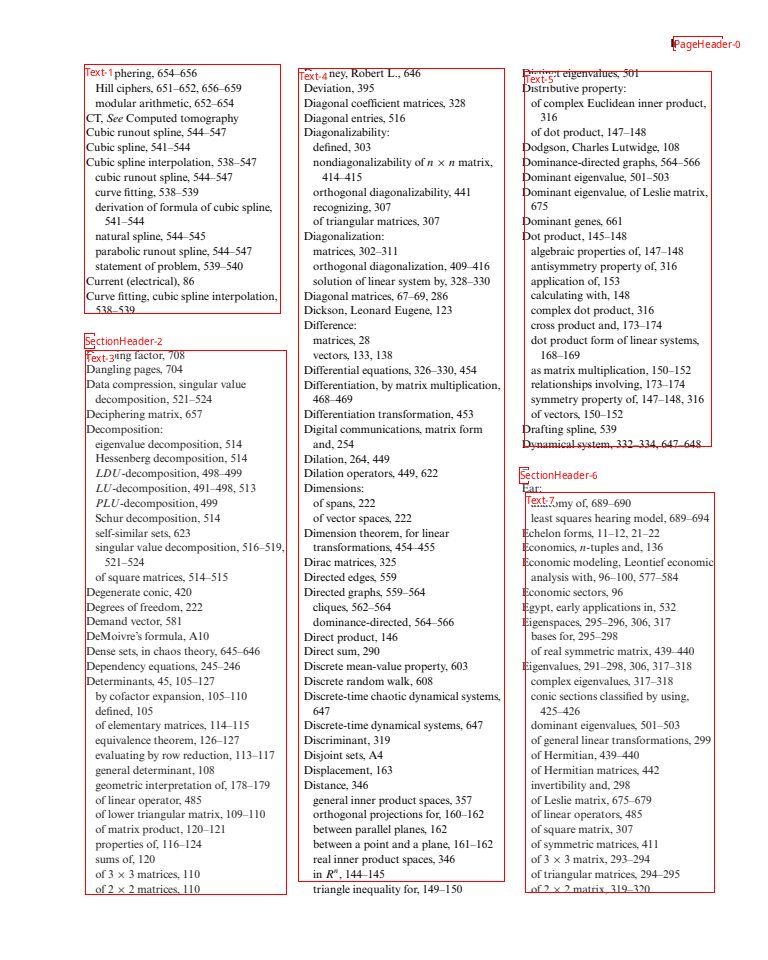 PageHeader-0
Text-1
phering, 654–656
Hill ciphers, 651–652, 656–659
modular arithmetic, 652–654
CT, See Computed tomography
Cubic runout spline, 544–547
Cubic spline, 541–544
Cubic spline interpolation, 538–547
cubic runout spline, 544–547
curve fitting, 538–539
derivation of formula of cubic spline,
541–544
natural spline, 544–545
parabolic runout spline, 544–547
statement of problem, 539–540
Current (electrical), 86
Curve fitting, cubic spline interpolation,
538–539
SectionHeader-2
Text-3
ing factor, 708
Dangling pages, 704
Data compression, singular value
decomposition, 521–524
Deciphering matrix, 657
Decomposition:
eigenvalue decomposition, 514
Hessenberg decomposition, 514
LDU-decomposition, 498–499
LU-decomposition, 491–498, 513
PLU-decomposition, 499
Schur decomposition, 514
self-similar sets, 623
singular value decomposition, 516–519,
521–524
of square matrices, 514–515
Degenerate conic, 420
Degrees of freedom, 222
Demand vector, 581
DeMoivre's formula, A10
Dense sets, in chaos theory, 645–646
Dependency equations, 245–246
Determinants, 45, 105–127
by cofactor expansion, 105–110
defined, 105
of elementary matrices, 114–115
equivalence theorem, 126–127
evaluating by row reduction, 113–117
general determinant, 108
geometric interpretation of, 178–179
of linear operator, 485
of lower triangular matrix, 109–110
of matrix product, 120–121
properties of, 116–124
sums of, 120
of 3 × 3 matrices, 110
of 2 × 2 matrices, 110
Text-4
ney, Robert L., 646
Deviation, 395
Diagonal coefficient matrices, 328
Diagonal entries, 516
Diagonalizability:
defined, 303
nondiagonalizability of n × n matrix,
414–415
orthogonal diagonalizability, 441
recognizing, 307
of triangular matrices, 307
Diagonalization:
matrices, 302–311
orthogonal diagonalization, 409–416
solution of linear system by, 328–330
Diagonal matrices, 67–69, 286
Dickson, Leonard Eugene, 123
Difference:
matrices, 28
vectors, 133, 138
Differential equations, 326–330, 454
Differentiation, by matrix multiplication,
468–469
Differentiation transformation, 453
Digital communications, matrix form
and, 254
Dilation, 264, 449
Dilation operators, 449, 622
Dimensions:
of spans, 222
of vector spaces, 222
Dimension theorem, for linear
transformations, 454–455
Dirac matrices, 325
Directed edges, 559
Directed graphs, 559–564
cliques, 562–564
dominance-directed, 564–566
Direct product, 146
Direct sum, 290
Discrete mean-value property, 603
Discrete random walk, 608
Discrete-time chaotic dynamical systems,
647
Discrete-time dynamical systems, 647
Discriminant, 319
Disjoint sets, A4
Displacement, 163
Distance, 346
general inner product spaces, 357
orthogonal projections for, 160–162
between parallel planes, 162
between a point and a plane, 161–162
real inner product spaces, 346
in Rⁿ, 144–145
triangle inequality for, 149–150
Distinct eigenvalues, 501
Text-5
Distributive property:
of complex Euclidean inner product,
316
of dot product, 147–148
Dodgson, Charles Lutwidge, 108
Dominance-directed graphs, 564–566
Dominant eigenvalue, 501–503
Dominant eigenvalue, of Leslie matrix,
675
Dominant genes, 661
Dot product, 145–148
algebraic properties of, 147–148
antisymmetry property of, 316
application of, 153
calculating with, 148
complex dot product, 316
cross product and, 173–174
dot product form of linear systems,
168–169
as matrix multiplication, 150–152
relationships involving, 173–174
symmetry property of, 147–148, 316
of vectors, 150–152
Drafting spline, 539
Dynamical system, 332–334, 647–648
SectionHeader-6
Ear:
Text-7
omy of, 689–690
least squares hearing model, 689–694
Echelon forms, 11–12, 21–22
Economics, n-tuples and, 136
Economic modeling, Leontief economic
analysis with, 96–100, 577–584
Economic sectors, 96
Egypt, early applications in, 532
Eigenspaces, 295–296, 306, 317
bases for, 295–298
of real symmetric matrix, 439–440
Eigenvalues, 291–298, 306, 317–318
complex eigenvalues, 317–318
conic sections classified by using,
425–426
dominant eigenvalues, 501–503
of general linear transformations, 299
of Hermitian, 439–440
of Hermitian matrices, 442
invertibility and, 298
of Leslie matrix, 675–679
of linear operators, 485
of square matrix, 307
of symmetric matrices, 411
of 3 × 3 matrix, 293–294
of triangular matrices, 294–295
of 2 × 2 matrix, 319–320